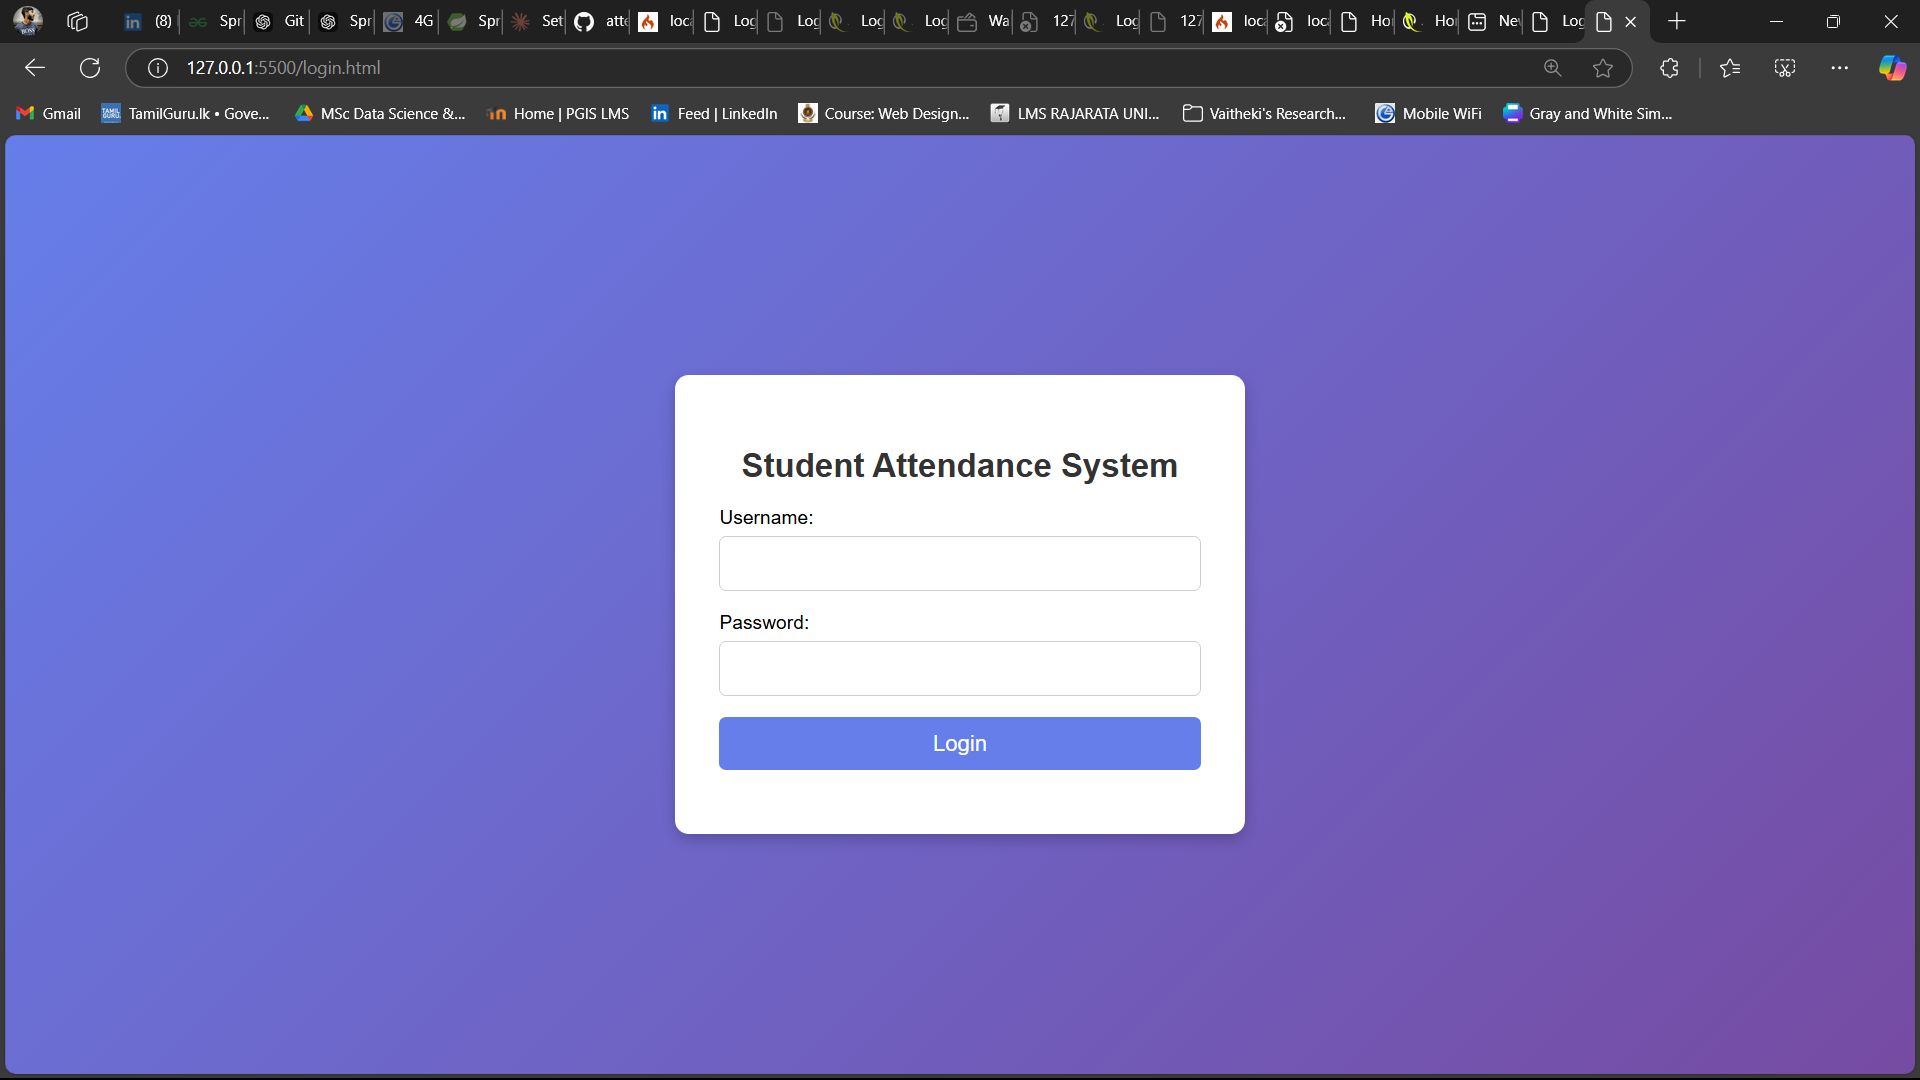 (8) Spr Git Spr 4G Spr Set atte loca Log Log Log Log Wa 127 Log 127 loca loca Ho Ho Ne Log
127.0.0.1:5500/login.html
Gmail TamilGuru.lk • Gove... MSc Data Science &... Home | PGIS LMS Feed | LinkedIn Course: Web Design... LMS RAJARATA UNI... Vaitheki's Research... Mobile WiFi Gray and White Sim...
Student Attendance System
Username:
Password:
Login